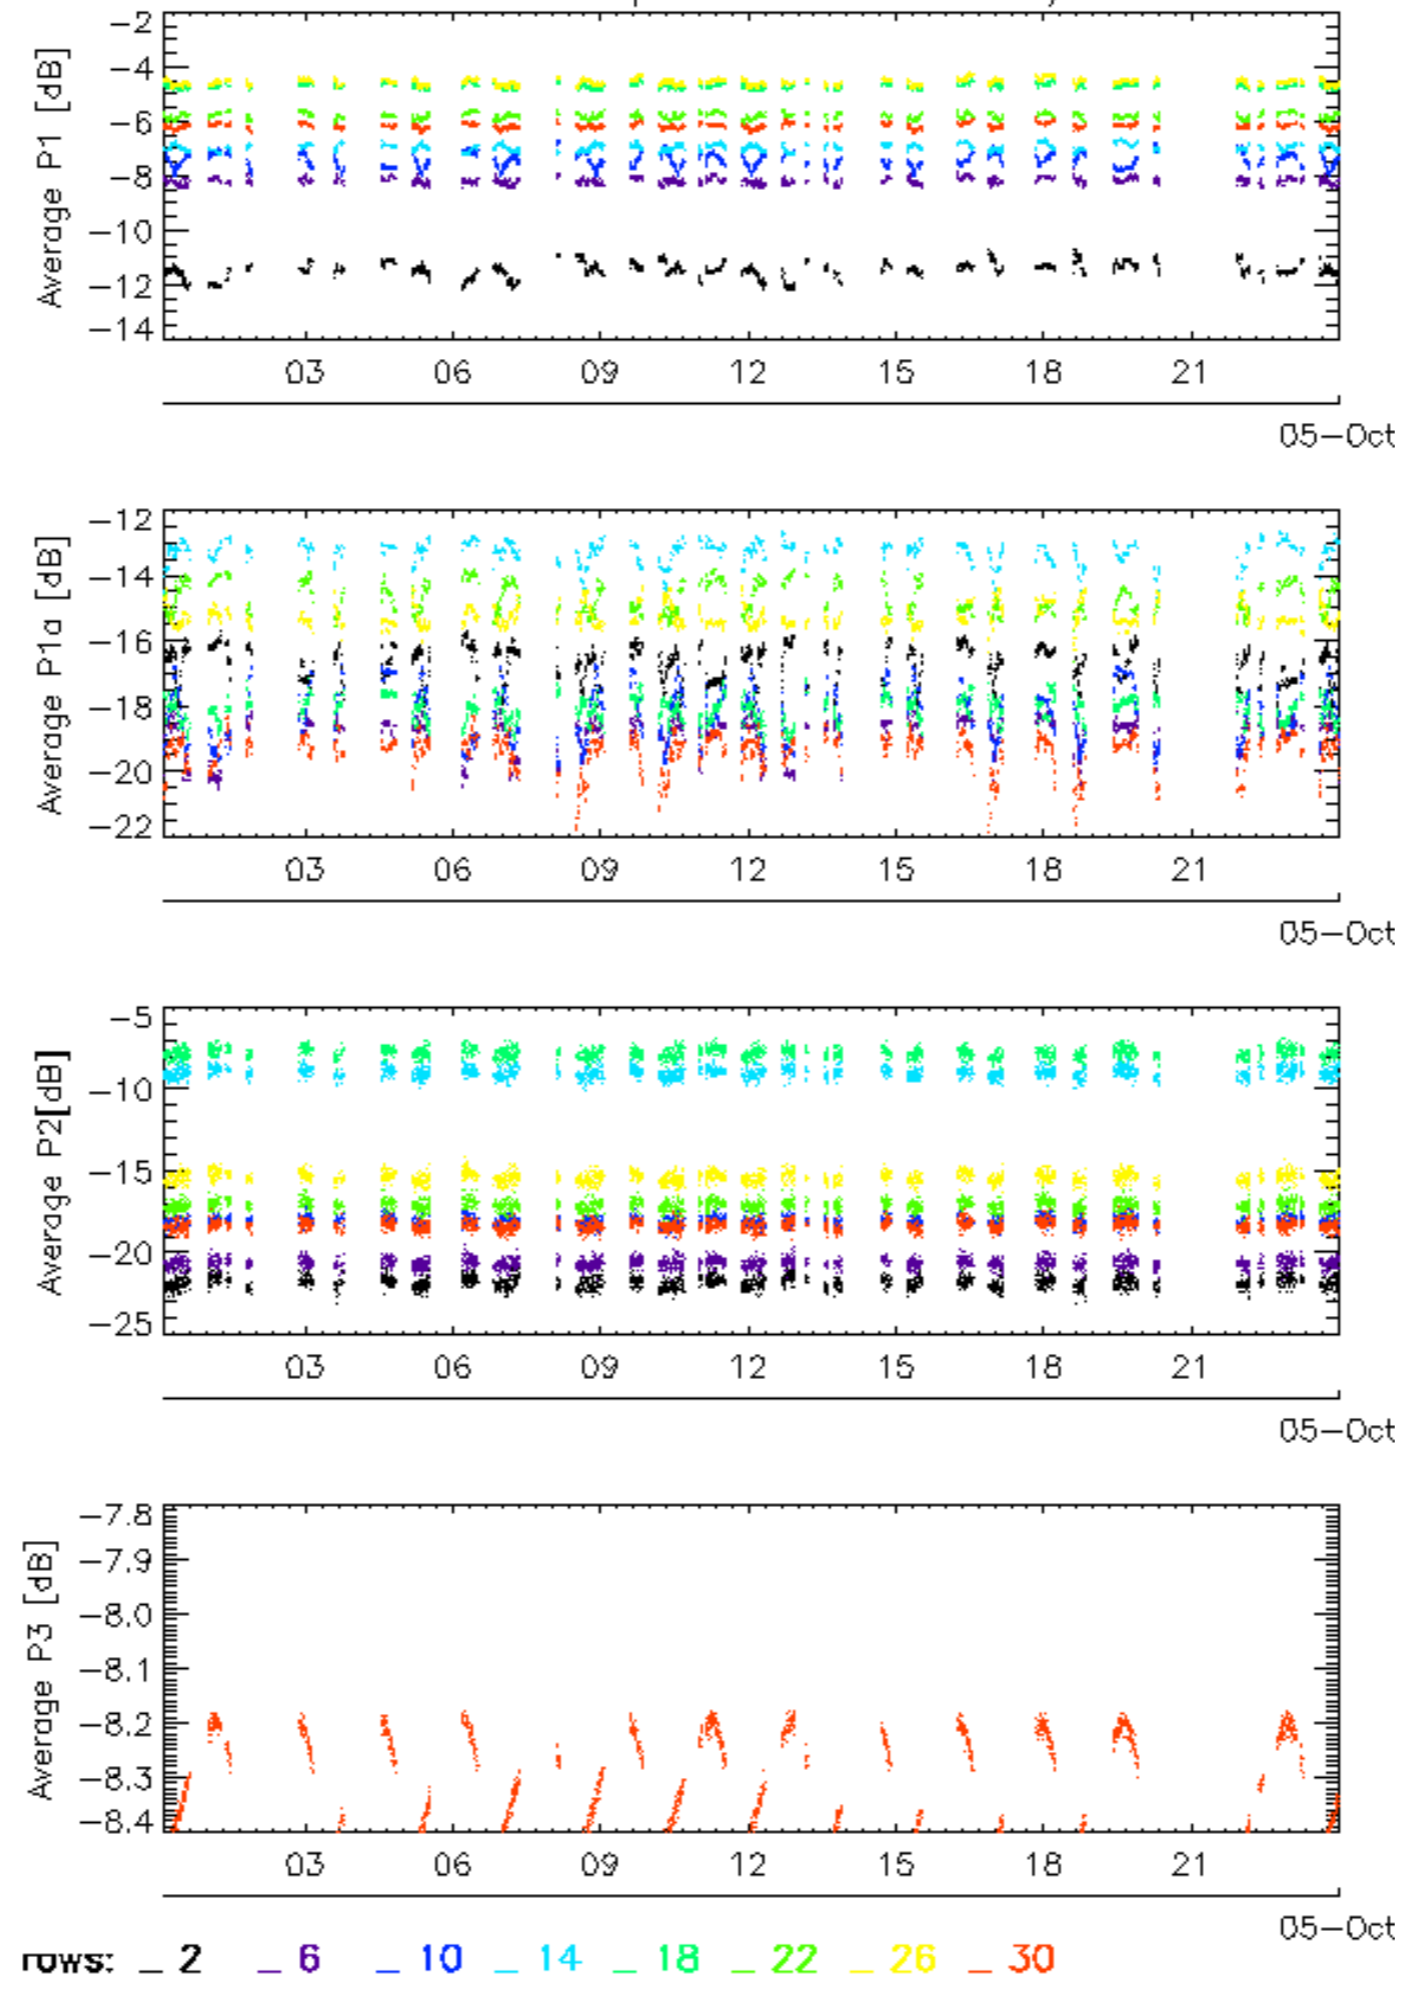 Average P1 [dB]
−2
−4
−6
−8
−10
−12
−14
03 06 09 12 15 18 21
05−Oct
Average P1a [dB]
−12
−14
−16
−18
−20
−22
03 06 09 12 15 18 21
05−Oct
Average P2[dB]
−5
−10
−15
−20
−25
03 06 09 12 15 18 21
05−Oct
Average P3 [dB]
−7.8
−7.9
−8.0
−8.1
−8.2
−8.3
−8.4
03 06 09 12 15 18 21
05−Oct
rows: _ 2 _ 6 _ 10 _ 14 _ 18 _ 22 _ 26 _ 30